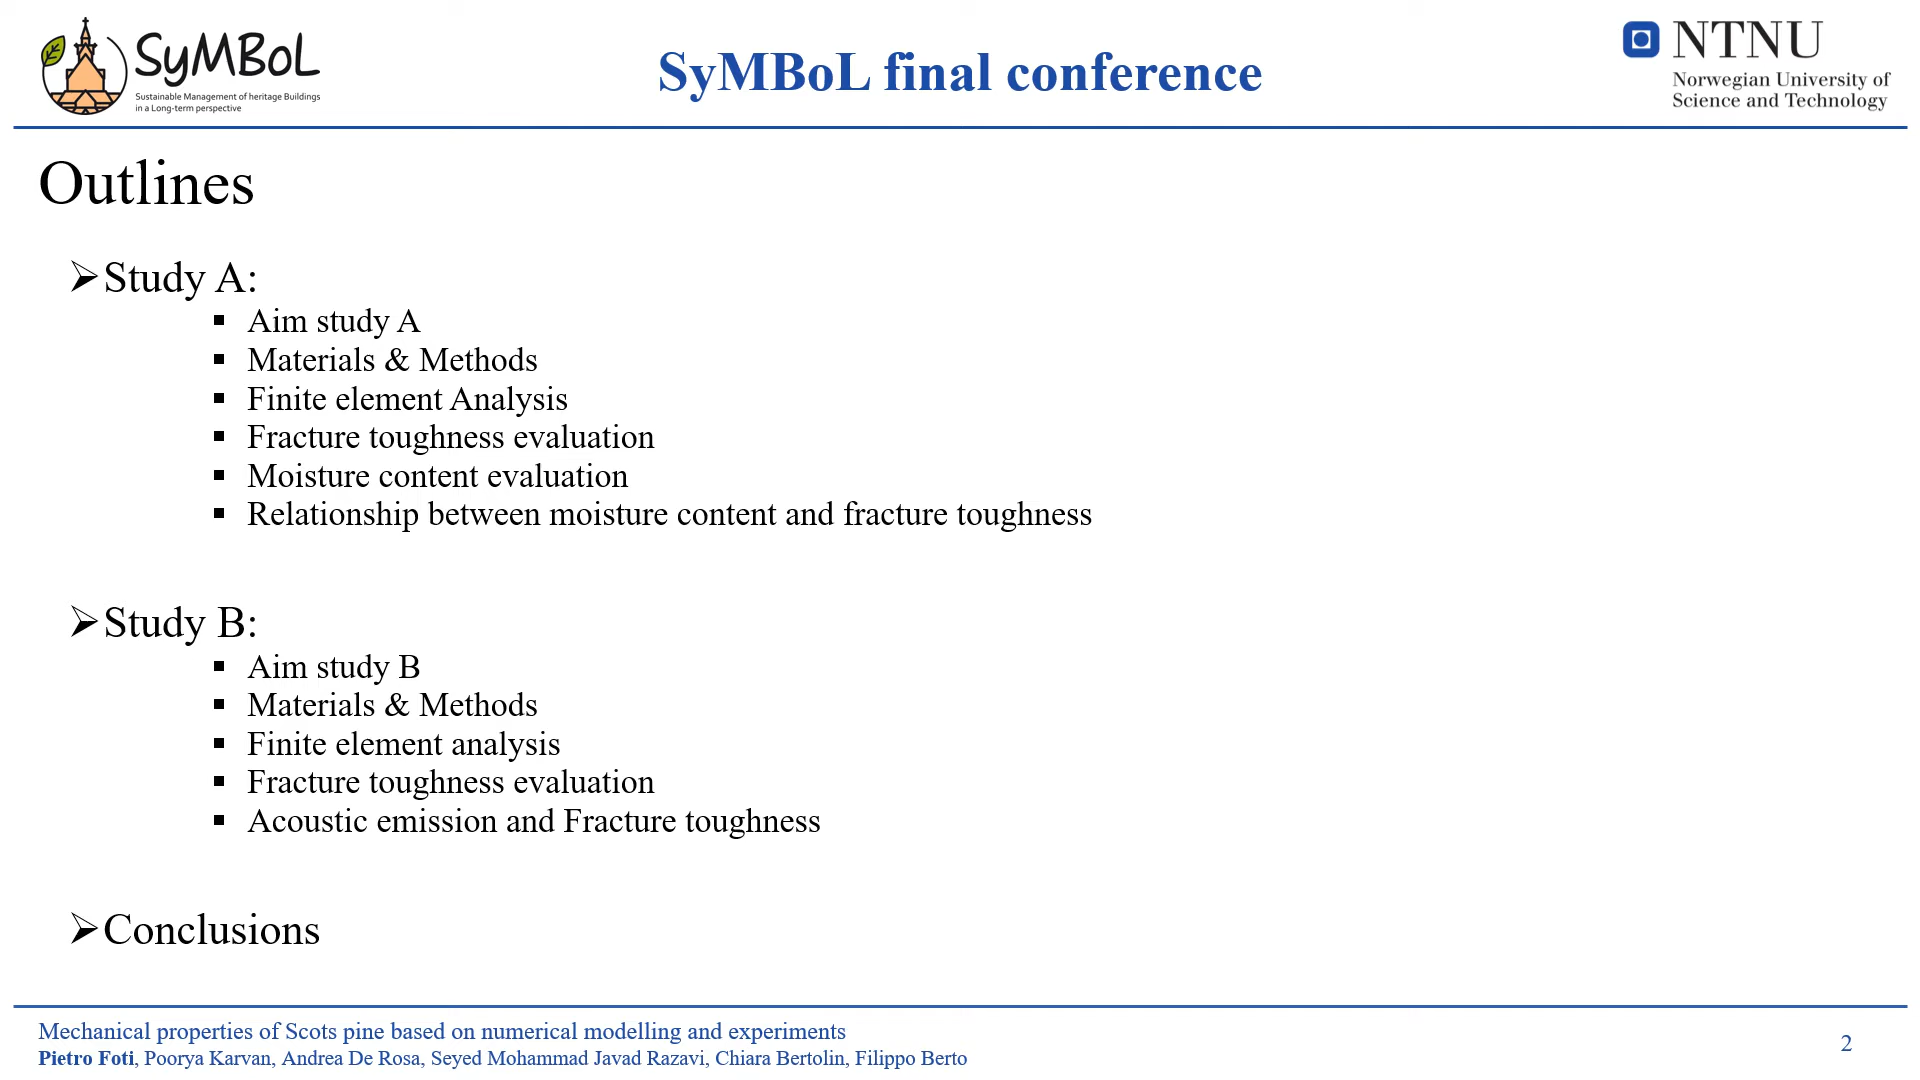 SyMBoL
Sustainable Management of heritage Buildings
in a Long-term perspective
SyMBoL final conference
NTNU
Norwegian University of
Science and Technology
Outlines
Study A:
Aim study A
Materials & Methods
Finite element Analysis
Fracture toughness evaluation
Moisture content evaluation
Relationship between moisture content and fracture toughness
Study B:
Aim study B
Materials & Methods
Finite element analysis
Fracture toughness evaluation
Acoustic emission and Fracture toughness
Conclusions
Mechanical properties of Scots pine based on numerical modelling and experiments
Pietro Foti, Poorya Karvan, Andrea De Rosa, Seyed Mohammad Javad Razavi, Chiara Bertolin, Filippo Berto
2